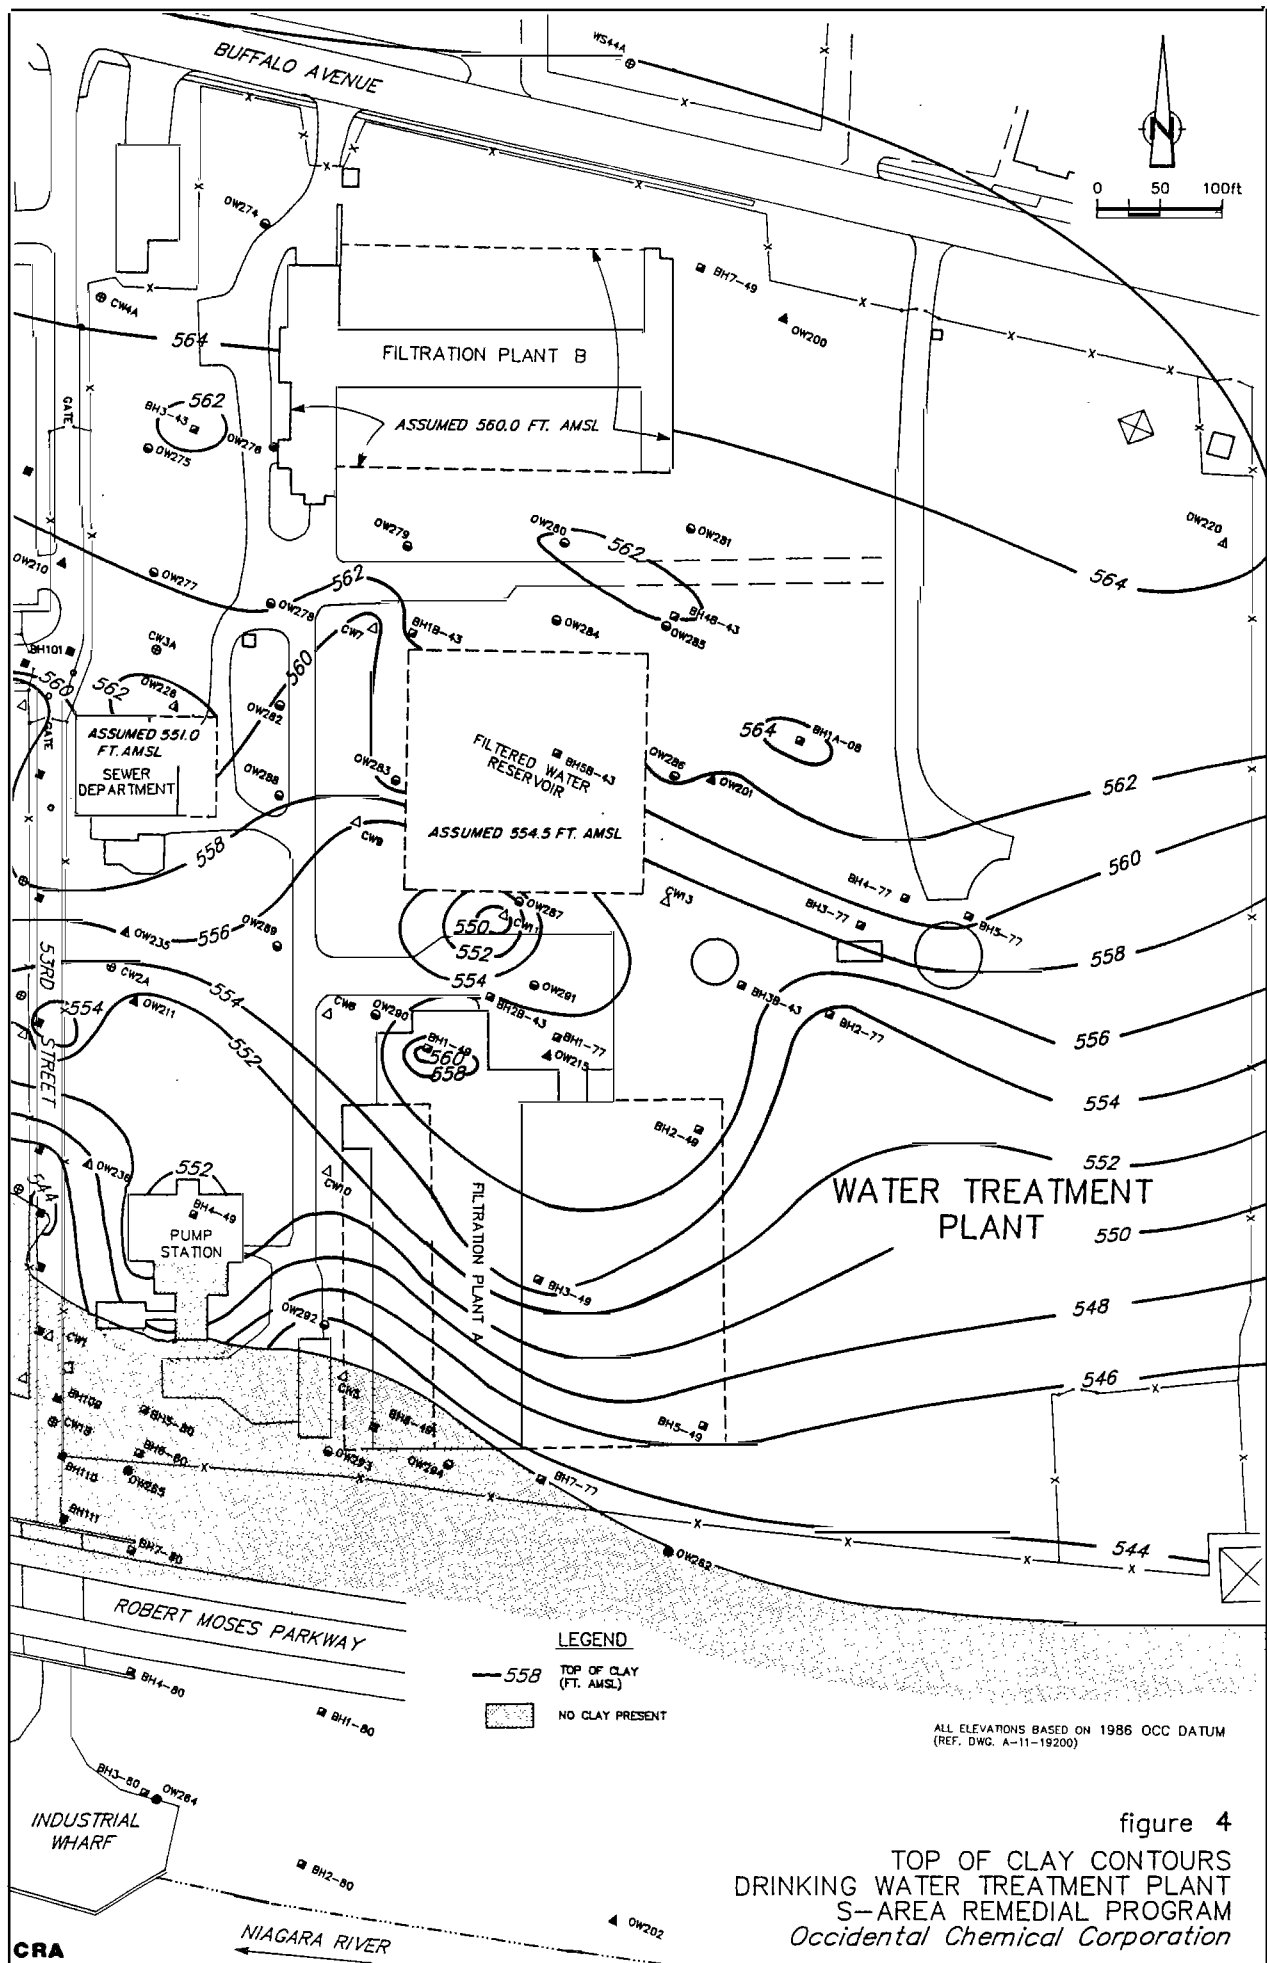 WS44A
BUFFALO AVENUE
N
0 50 100ft
OW274
BH7-49
CW4A
OW200
564
FILTRATION PLANT B
562
BH3-43
GATE
ASSUMED 560.0 FT. AMSL
OW276
OW275
OW220
OW279
OW280
OW281
562
OW210
OW277
564
562
OW278
BH4B-43
CW7
BH1B-43
OW284
OW285
CW3A
BH101
560
560
562
OW226
OW282
564
BH1A-08
GATE
ASSUMED 551.0
FT. AMSL
SEWER
DEPARTMENT
FILTERED WATER
RESERVOIR
BH5B-43
OW286
OW201
OW283
OW288
562
ASSUMED 554.5 FT. AMSL
CW9
558
560
BH4-77
CW13
OW287
BH3-77
CW11
BH5-77
550
OW235
556
OW289
552
558
53RD STREET
CW2A
554
554
OW291
BH3B-43
554
OW211
CW8
OW290
BH2B-43
BH2-77
552
BH1-49
BH1-77
556
560
OW215
558
554
BH2-49
OW236
552
552
CW10
WATER TREATMENT
PLANT
BH4-49
544
FILTRATION PLANT A
550
PUMP
STATION
BH3-49
548
OW292
CW1
546
CW5
BH109
BH5-80
BH6-49
BH5-49
CW18
BH6-80
OW293
OW294
BH110
OW265
BH7-77
BH111
544
BH7-80
OW262
ROBERT MOSES PARKWAY
LEGEND
558 TOP OF CLAY
(FT. AMSL)
NO CLAY PRESENT
BH4-80
BH1-80
ALL ELEVATIONS BASED ON 1986 OCC DATUM
(REF. DWG. A-11-19200)
BH3-80
OW264
INDUSTRIAL
WHARF
figure 4
TOP OF CLAY CONTOURS
DRINKING WATER TREATMENT PLANT
S-AREA REMEDIAL PROGRAM
Occidental Chemical Corporation
BH2-80
OW202
NIAGARA RIVER
CRA